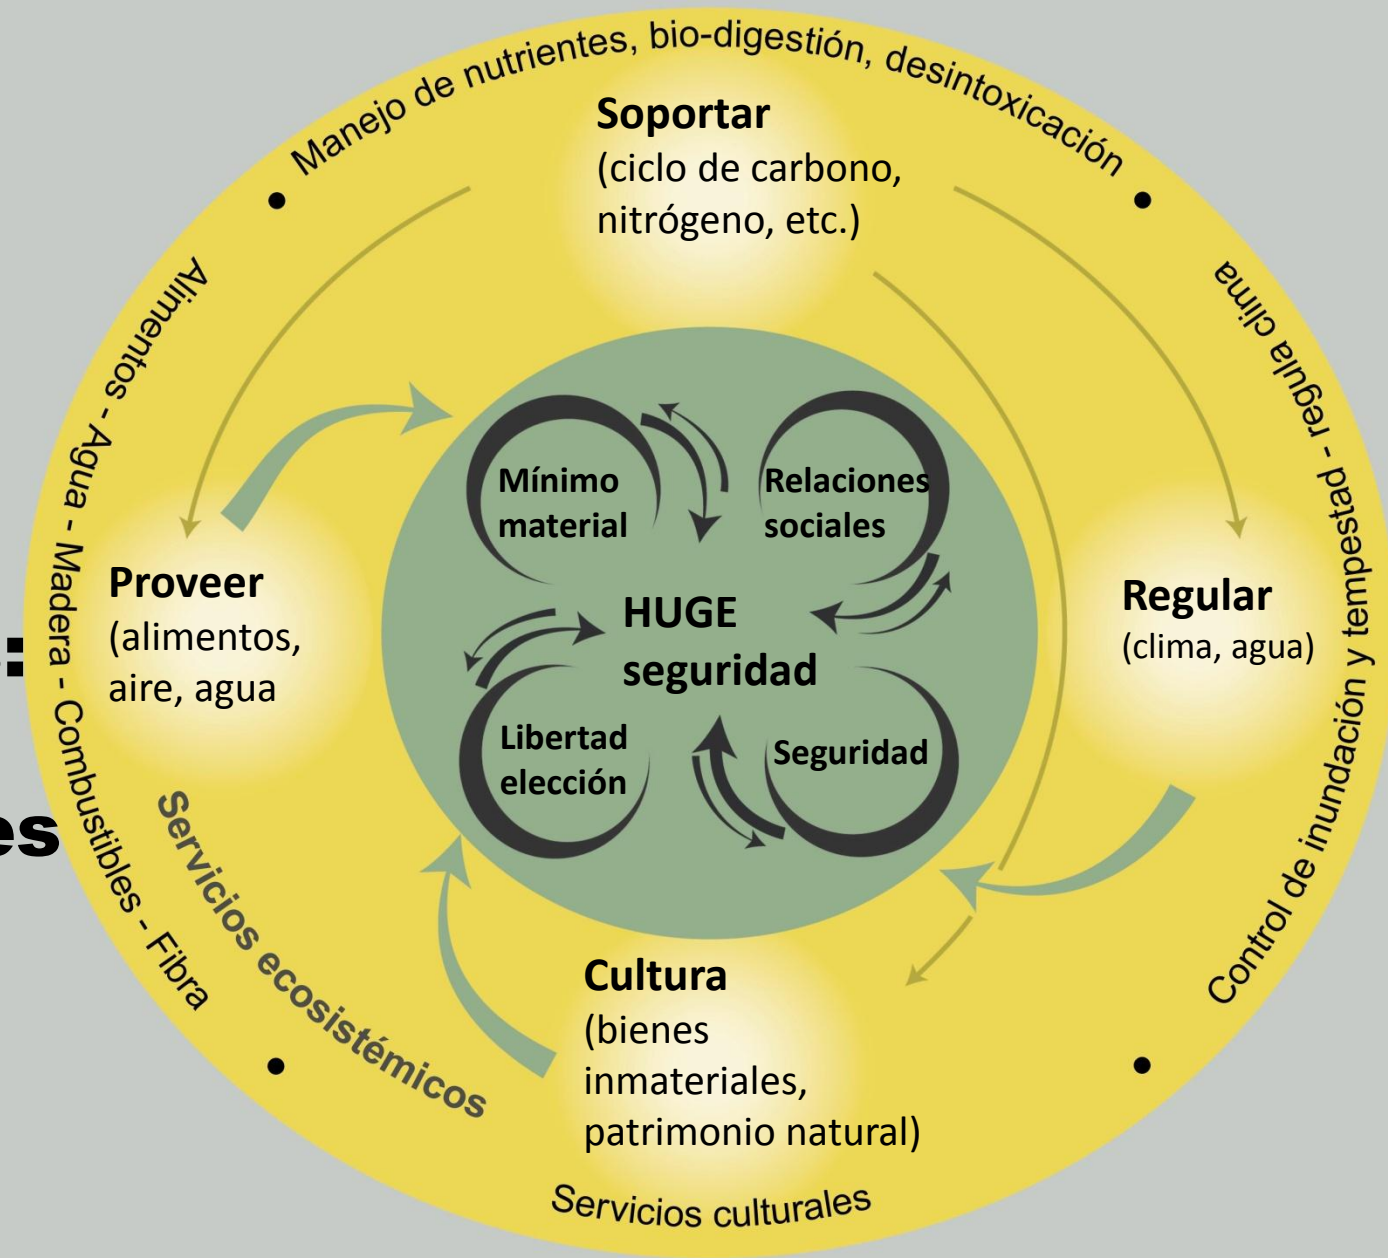 Manejo de nutrientes, bio-digestión, desintoxicación
Soportar
(ciclo de carbono,
nitrógeno, etc.)
Alimentos - Agua - Madera - Combustibles - Fibra
Control de inundación y tempestad - regula clima
Mínimo
material
Relaciones
sociales
Proveer
(alimentos,
aire, agua
HUGE
seguridad
Regular
(clima, agua)
Libertad
elección
Seguridad
Servicios ecosistémicos
Cultura
(bienes
inmateriales,
patrimonio natural)
Servicios culturales